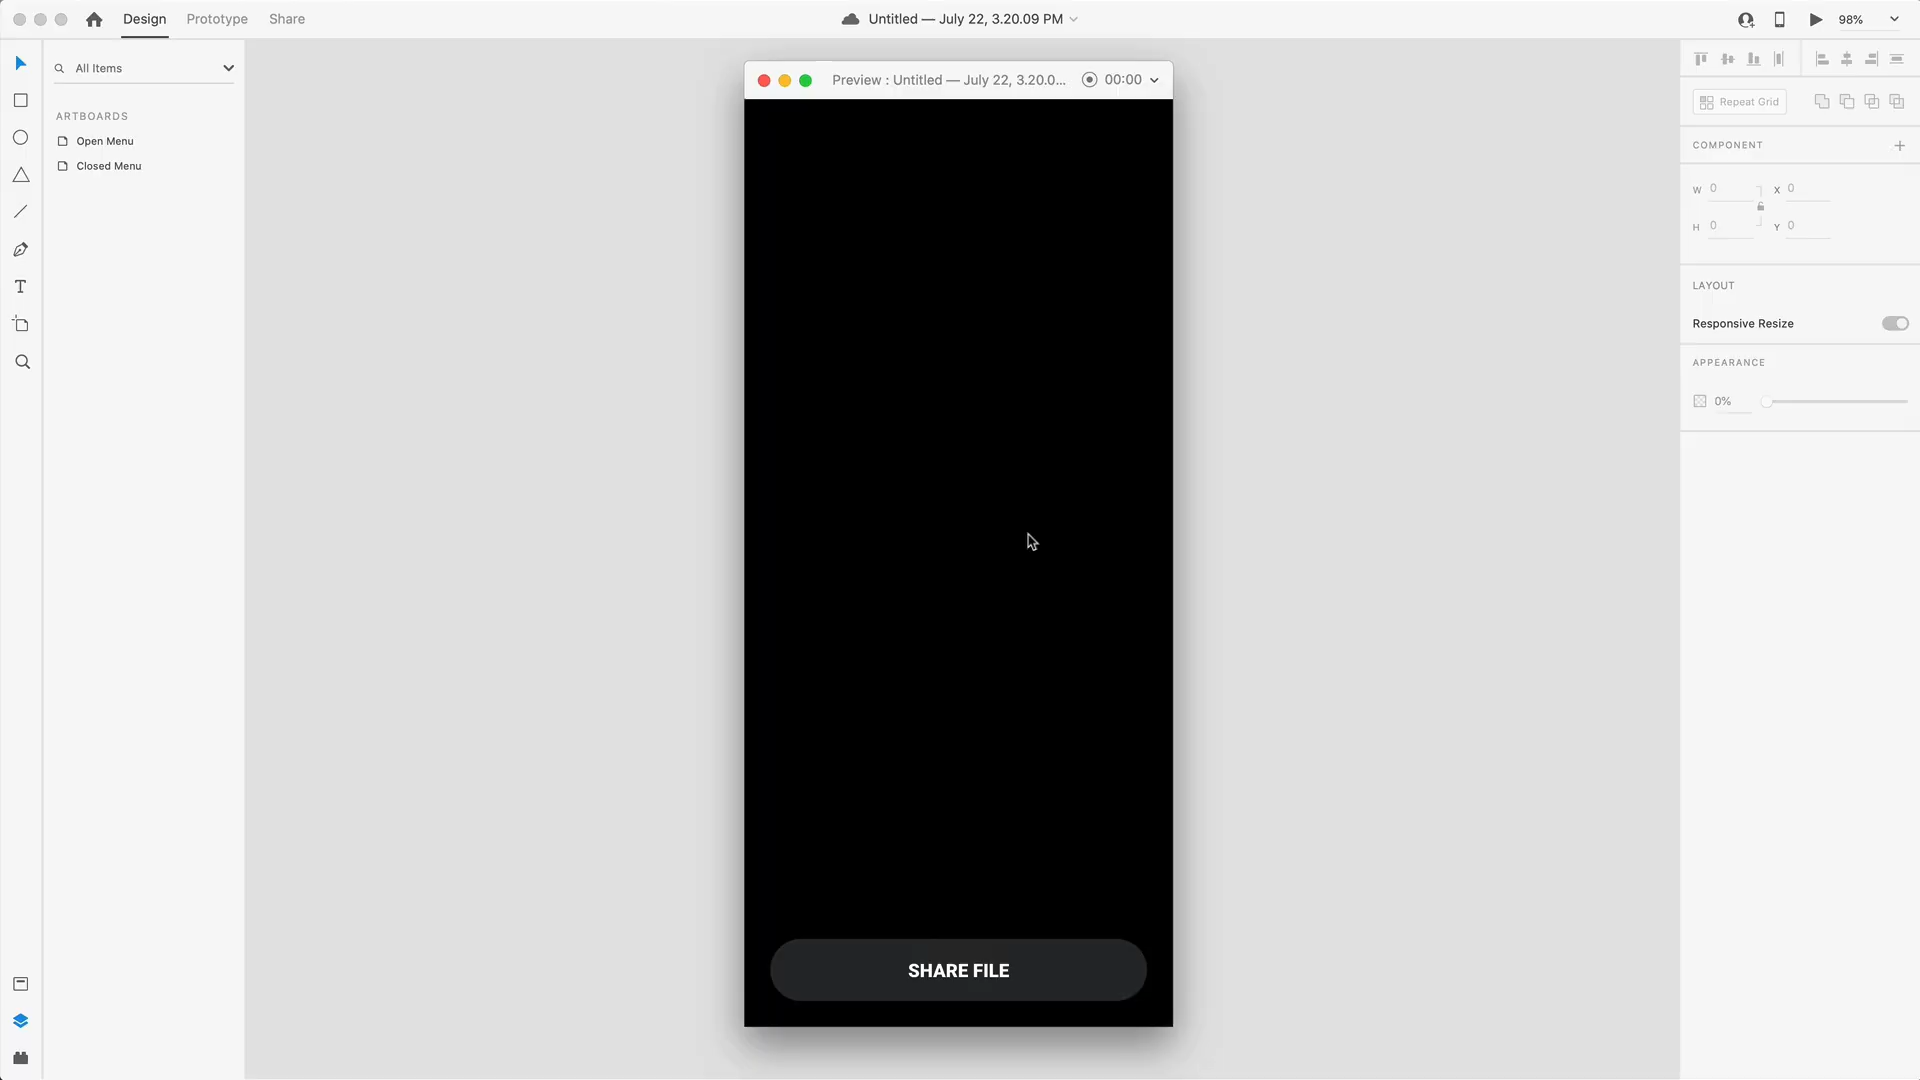 Design Prototype Share
Untitled — July 22, 3.20.09 PM
98%
All Items
ARTBOARDS
Open Menu
Closed Menu
Preview : Untitled — July 22, 3.20.0... 00:00
SHARE FILE
Repeat Grid
COMPONENT
W 0 X 0
H 0 Y 0
LAYOUT
Responsive Resize
APPEARANCE
0%